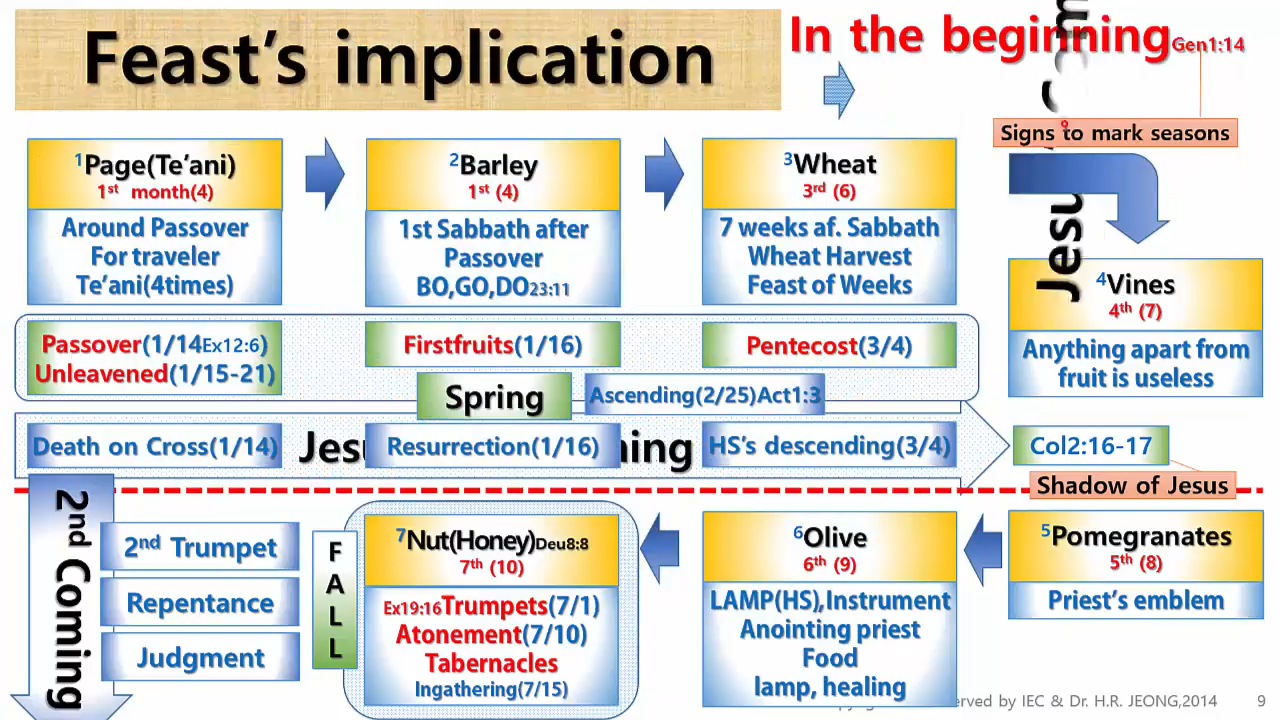 Feast's implication
In the beginning Gen1:14
Signs to mark seasons
1Page(Te'ani)
1st month(4)
Around Passover
For traveler
Te'ani(4times)
2Barley
1st (4)
1st Sabbath after
Passover
BO,GO,DO23:11
3Wheat
3rd (6)
7 weeks af. Sabbath
Wheat Harvest
Feast of Weeks
4Vines
4th (7)
Anything apart from
fruit is useless
Passover(1/14Ex12:6)
Unleavened(1/15-21)
Firstfruits(1/16)
Pentecost(3/4)
Spring
Ascending(2/25)Act1:3
Death on Cross(1/14)
Resurrection(1/16)
HS's descending(3/4)
Col2:16-17
Shadow of Jesus
2nd Coming
2nd Trumpet
Repentance
Judgment
FALL
7Nut(Honey)Deu8:8
7th (10)
Ex19:16Trumpets(7/1)
Atonement(7/10)
Tabernacles
Ingathering(7/15)
6Olive
6th (9)
LAMP(HS),Instrument
Anointing priest
Food
lamp, healing
5Pomegranates
5th (8)
Priest's emblem
by IEC & Dr. H.R. JEONG,2014
9